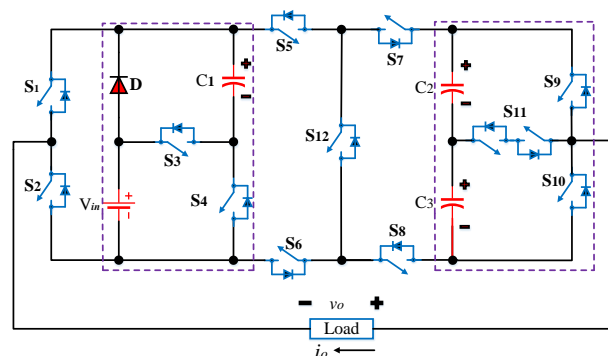 S5
S7
S1
D
C1
+
−
+
C2
−
S9
S11
S12
S3
S2
S4
Vin
+
−
+
C3
−
S10
S6
S8
− vo +
Load
io